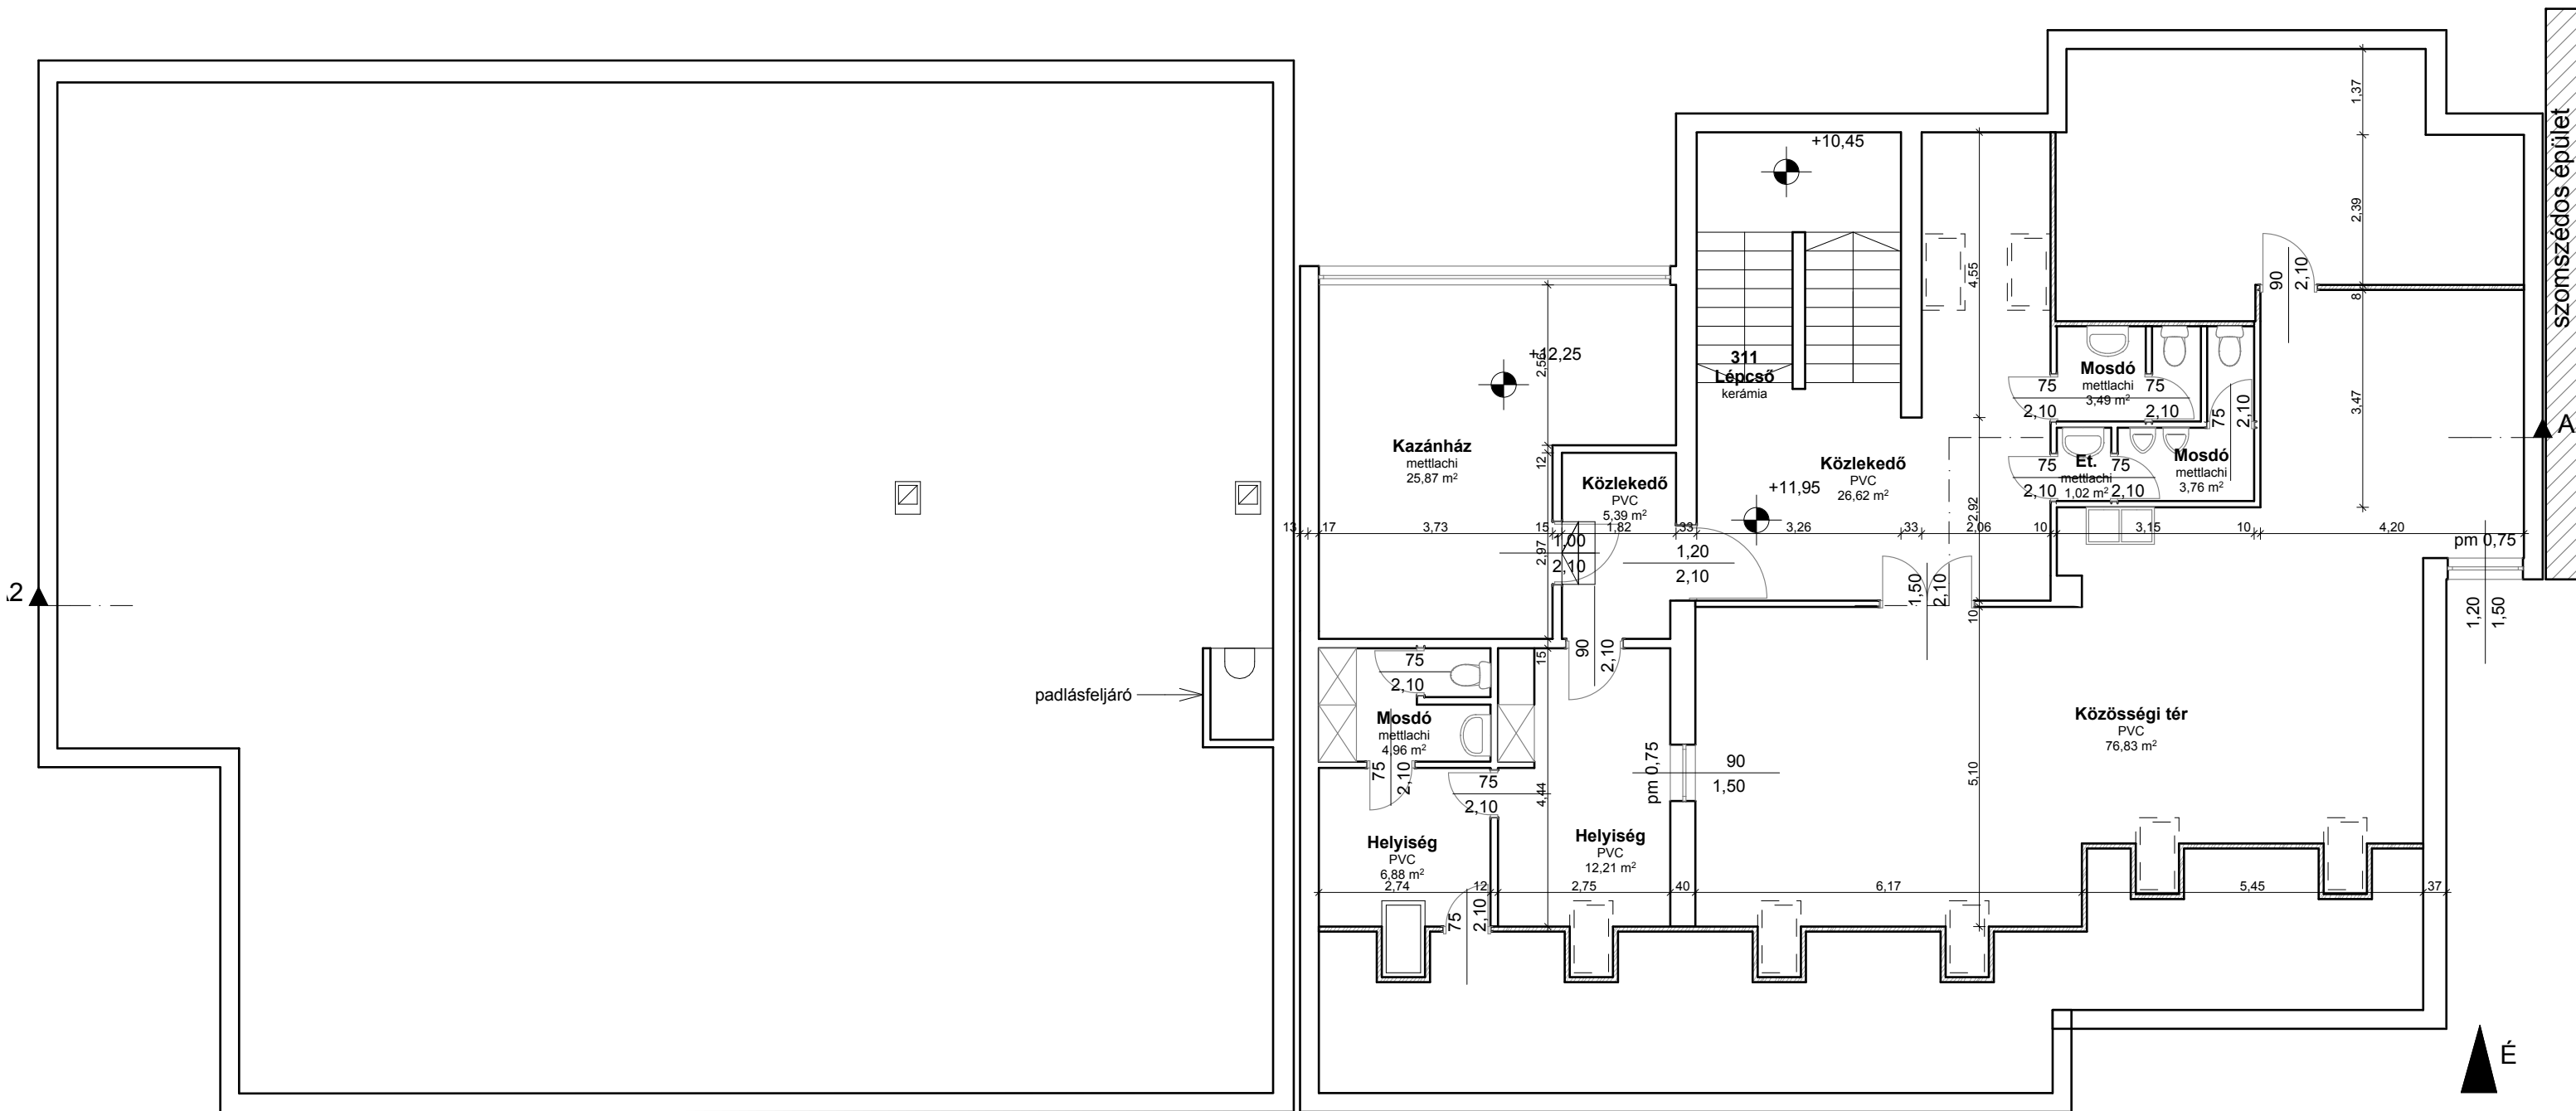 szomszédos épület
+10,45
1,37
2,39
90
2,10
8
4,55
+12,25
2,56
311
Lépcső
kerámia
Mosdó
mettlachi
3,49 m²
75
2,10
75
2,10
75
2,10
3,47
A
Kazánház
mettlachi
25,87 m²
12
Közlekedő
PVC
5,39 m²
Közlekedő
PVC
26,62 m²
+11,95
75
2,10
Et.
mettlachi
1,02 m²
75
2,10
Mosdó
mettlachi
3,76 m²
2,92
13
17
3,73
15
1,82
33
3,26
33
2,06
10
3,15
10
4,20
pm 0,75
2,97
1,00
2,10
1,20
2,10
1,50
2,10
10
1,20
1,50
15
90
2,10
75
2,10
padlásfeljáró
Mosdó
mettlachi
4,96 m²
75
2,10
75
2,10
4,44
pm 0,75
90
1,50
Közösségi tér
PVC
76,83 m²
5,10
Helyiség
PVC
6,88 m²
Helyiség
PVC
12,21 m²
2,74
12
2,75
40
6,17
5,45
37
75
2,10
É